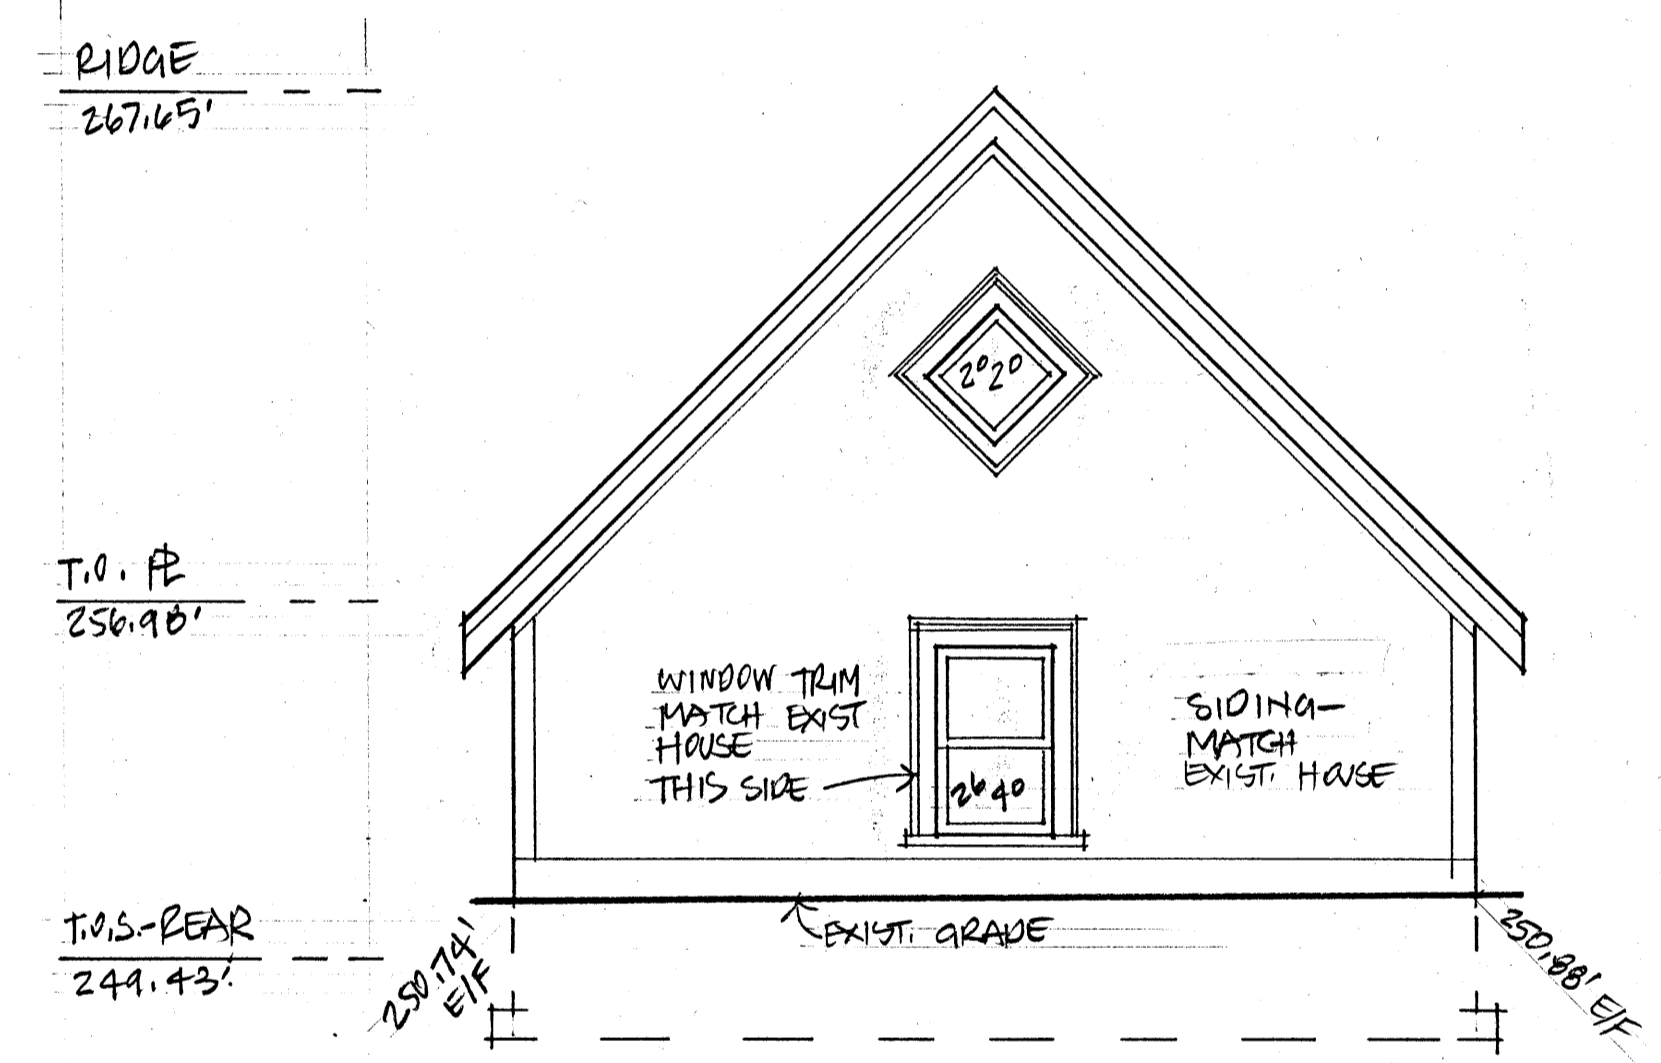 RIDGE
267.65'
2⁰2⁰
T.O. PL
256.98'
WINDOW TRIM
MATCH EXIST
HOUSE
THIS SIDE
2⁶4⁰
SIDING-
MATCH
EXIST. HOUSE
T.O.S.-REAR
249.43'
EXIST. GRADE
250.74'
E/F
250.88' E/F